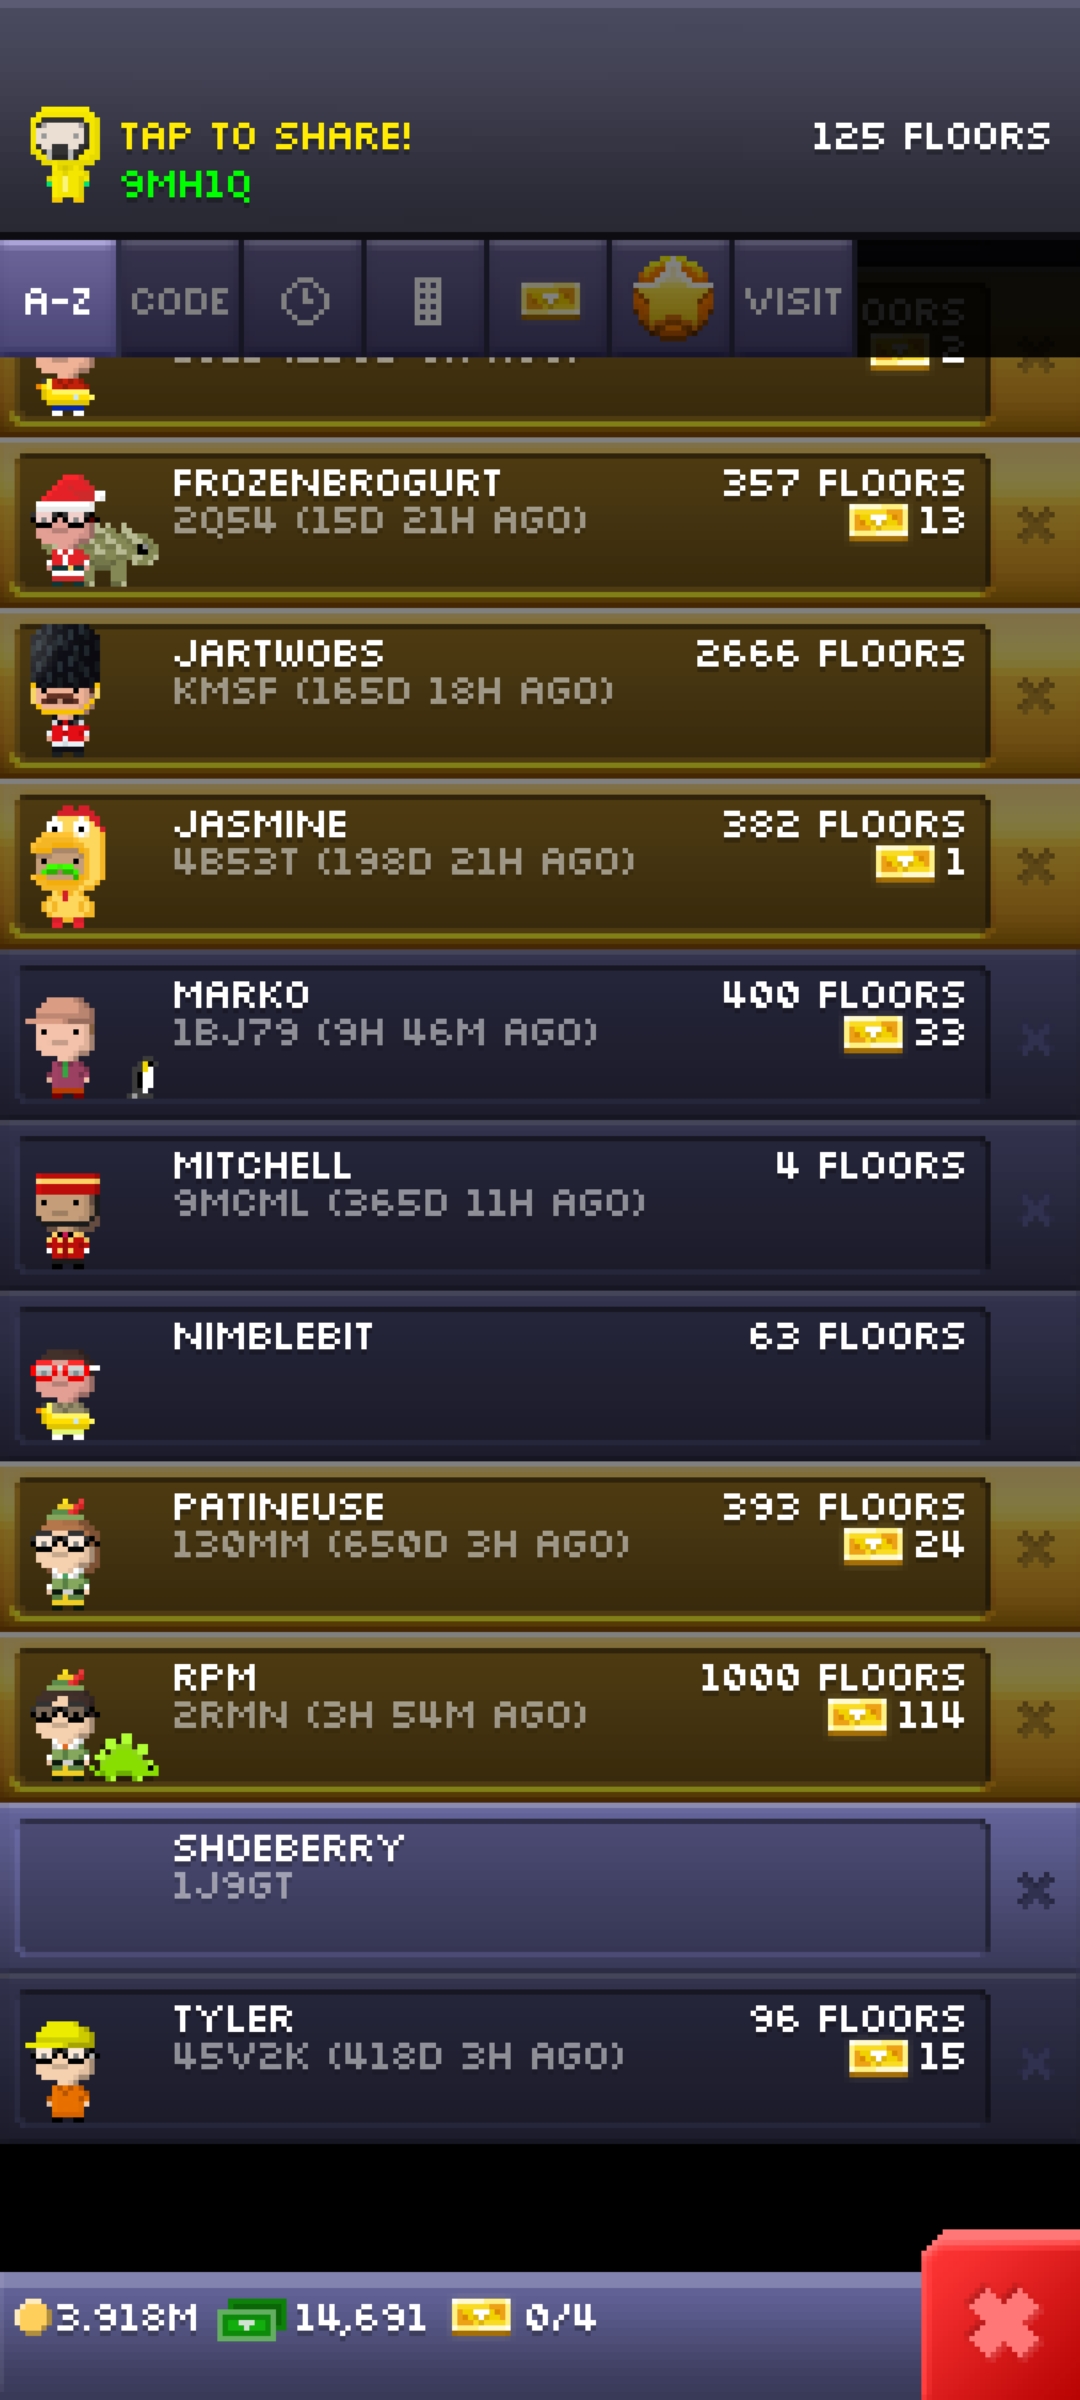 TAP TO SHARE!
125 FLOORS
9MH1Q
A-Z
CODE
VISIT
OORS
2
FROZENBROGURT
357 FLOORS
2Q54 (15D 21H AGO)
13
JARTWOBS
2666 FLOORS
KMSF (165D 18H AGO)
JASMINE
382 FLOORS
4B53T (198D 21H AGO)
1
MARKO
400 FLOORS
1BJ79 (9H 46M AGO)
33
MITCHELL
4 FLOORS
9MCML (365D 11H AGO)
NIMBLEBIT
63 FLOORS
PATINEUSE
393 FLOORS
130MM (650D 3H AGO)
24
RPM
1000 FLOORS
2RMN (3H 54M AGO)
114
SHOEBERRY
1J9GT
TYLER
96 FLOORS
45V2K (418D 3H AGO)
15
3.918M
14,691
0/4